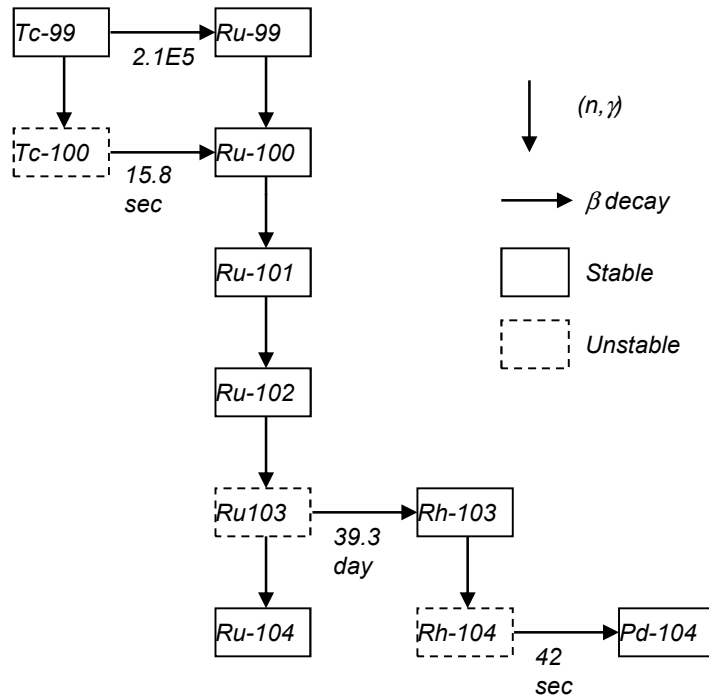 Tc-99
2.1E5
Ru-99
Tc-100
15.8
sec
Ru-100
Ru-101
Ru-102
Ru103
39.3
day
Rh-103
Ru-104
Rh-104
42
sec
Pd-104
(n,γ)
β decay
Stable
Unstable